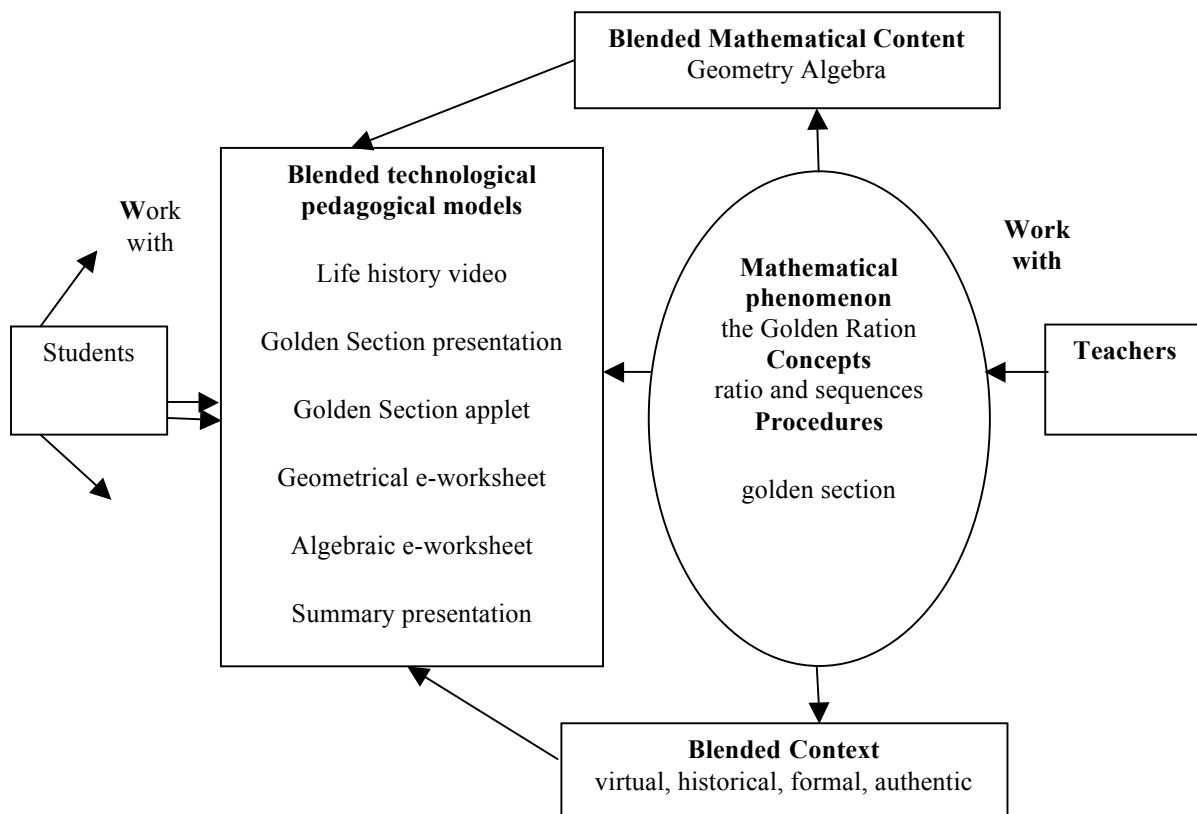 Blended Mathematical Content
Geometry Algebra
Blended technological
pedagogical models
Life history video
Golden Section presentation
Golden Section applet
Geometrical e-worksheet
Algebraic e-worksheet
Summary presentation
Work
with
Students
Mathematical
phenomenon
the Golden Ration
Concepts
ratio and sequences
Procedures
golden section
Work
with
Teachers
Blended Context
virtual, historical, formal, authentic